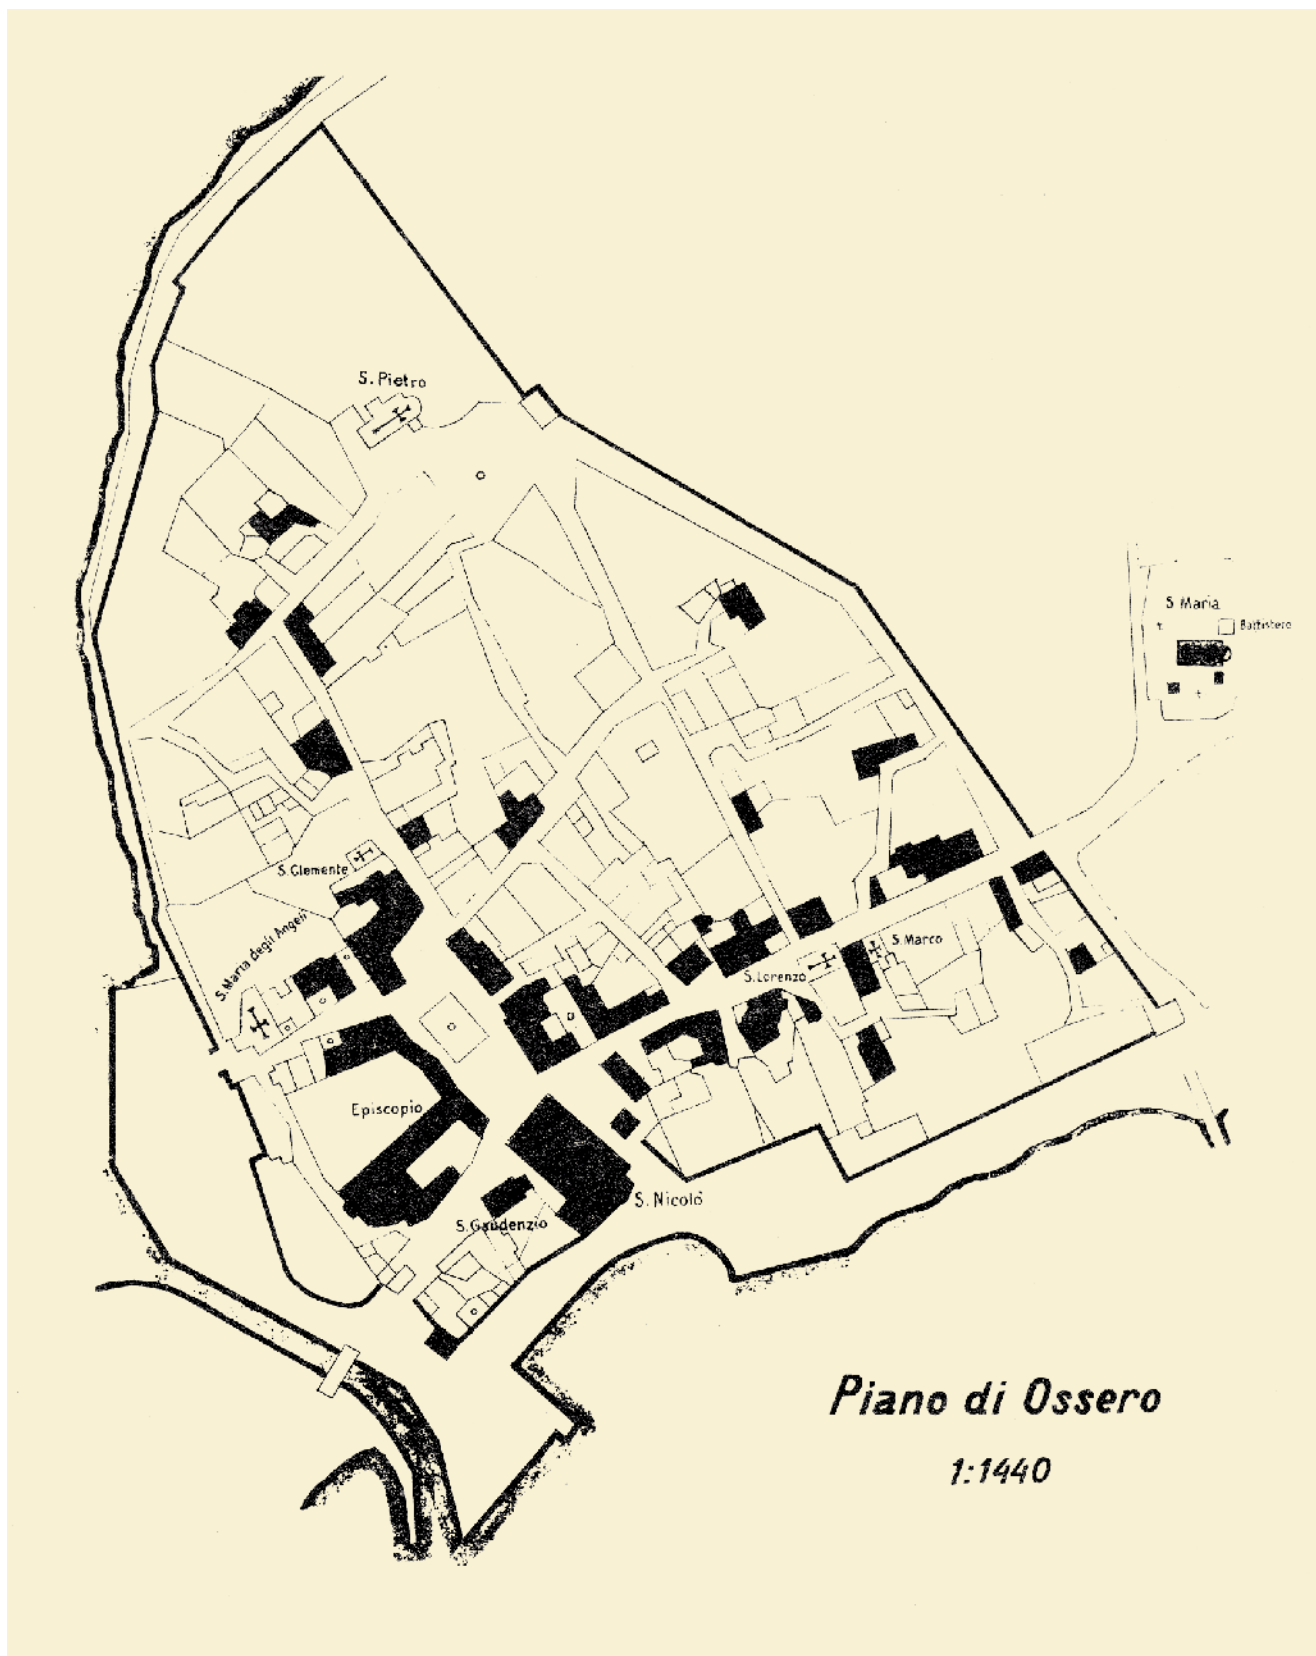 S. Pietro
S. Maria
Battistero
S. Clemente
S. Maria degli Angeli
S. Marco
S. Lorenzo
Episcopio
S. Nicolò
S. Gaudenzio
Piano di Ossero
1:1440